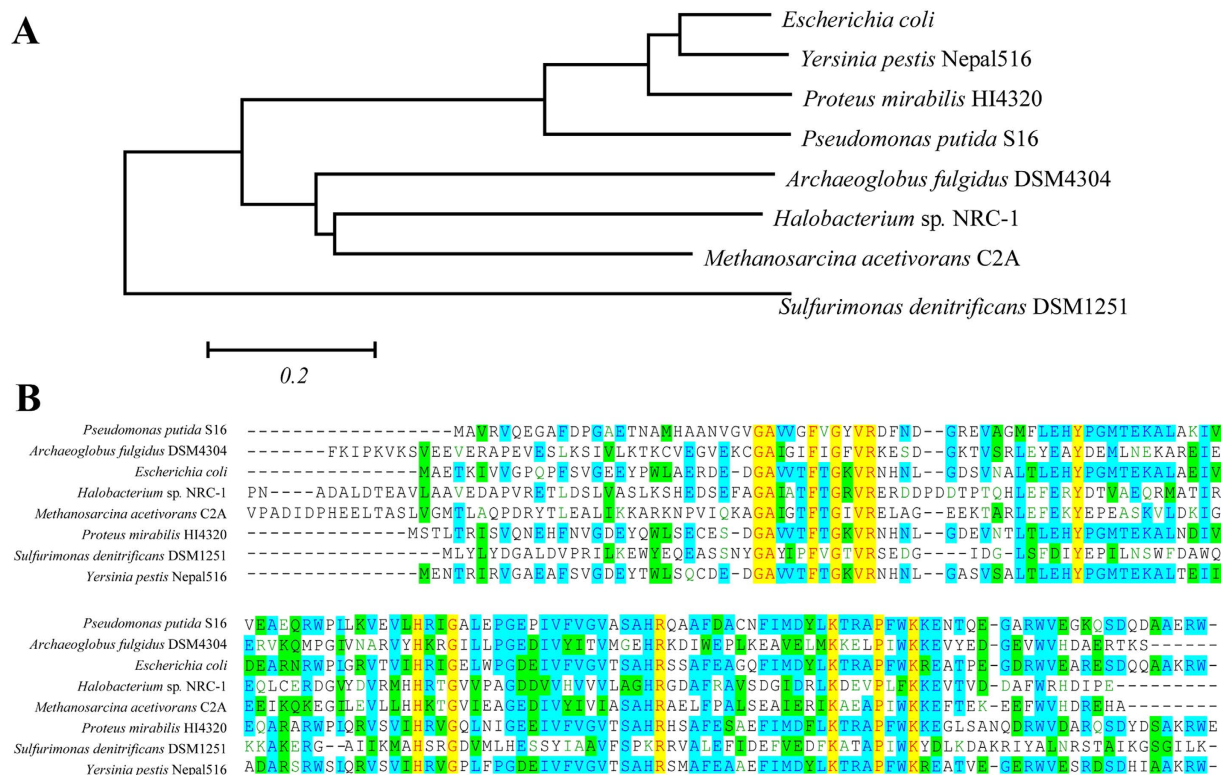 A
Escherichia coli
Yersinia pestis Nepal516
Proteus mirabilis HI4320
Pseudomonas putida S16
Archaeoglobus fulgidus DSM4304
Halobacterium sp. NRC-1
Methanosarcina acetivorans C2A
Sulfurimonas denitrificans DSM1251
0.2
B
Pseudomonas putida S16 ------------------MAVRVQEGAFDPGAETNAMHAANVGVGAVVGFVGYVRDFND--GREVAGMFLEHYPGMTEKALAKIV
Archaeoglobus fulgidus DSM4304 -------FKIPKVKSVEEVERAPEVESLKSIVLKTKCVEGVEKCGAIGIFIGFVRKESD--GKTVSRLEYEAYDEMLNEKAREIE
Escherichia coli ---------------MAETKIVVGPQPFSVGEEYPWLAERDE-DGAVVTFTGKVRNHNL--GDSVNALTLEHYPGMTEKALAEIV
Halobacterium sp. NRC-1 PN----ADALDTEAVLAAVEDAPVRETLDSLVASLKSHEDSEFAGAIATFTGRVRERDDPDDTPTQHLEFERYDTVAEQRMATIR
Methanosarcina acetivorans C2A VPADIDPHEELTASLVGMTLAQPDRYTLEALIKKARKNPVIQKAGAIGTFTGIVRELAG--GEEKTARLEFEKYEPEASKVLDKIG
Proteus mirabilis HI4320 --------------MSTLTRISVQNEHFNVGDEYQWLSECES-DGAVVTFTGKVRNHNL--GDEVNTLTLEHYPGMTEKALNDIV
Sulfurimonas denitrificans DSM1251 -----------------MLYLYDGALDVPRILKEWYEQEASSNYGAYIPFVGTVRSEDG---IDG-LSFDIYEPILNSWFDAWQ
Yersinia pestis Nepal516 ---------------MENTRIRVGAEAFSVGDEYTWLSQCDE-DGAVVTFTGKVRNHNL--GASVSALTLEHYPGMTEKALTEII
Pseudomonas putida S16 VEAEQRWPLLKVEVLHRIGALEPGEPIVFVGVASAHRQAAFDACNFIMDYLKTRAPFWKKENTQE-GARWVEGKQSDQDAAERW-
Archaeoglobus fulgidus DSM4304 ERVKQMPGIVNARVYHKRGILLPGEDIVYITVMGEHRKDIWEPLKEAVELMKKELPIWKKEVYED-GEVWVHDAERTKS------
Escherichia coli DEARNRWPIGRVTVIHRIGELWPGDEIVFVGVTSAHRSSAFEAGQFIMDYLKTRAPFWKREATPE-GDRWVEARESDQQAAKRW-
Halobacterium sp. NRC-1 EQLCERDGVYDVRMHHRTGVVPAGDDVVHVVVLAGHRGDAFRAVSDGIDRLKDEVPLFKKEVTVD-DAFWRHDIPE---------
Methanosarcina acetivorans C2A EEIKQKEGILEVLLHHKTGVIEAGEDIVYIVIASAHRAELFPALSEAIERIKAEAPIWKKEFTEK-EEFWVHDREHA--------
Proteus mirabilis HI4320 EQARARWPLQRVSVIHRVGQLNIGEEIVFVGVTSAHRHSAFESAEFIMDFLKTRAPFWKKEGLSANQDRWVDARQSDYDSAKRWE
Sulfurimonas denitrificans DSM1251 KKAKERG-AIIKMAHSRGDVMLHESSYIAAVFSPKRRVALEFIDEFVEDFKATAPIWKYDLKDAKRIYALNRSTAIKGSGILK-
Yersinia pestis Nepal516 ADARSRWSLQRVSVIHRVGPLFPGDEIVFVGVTSAHRSMAFEAAEFIMDYLKTRAPFWKREATVE-GERWVESRDSDHIAAKRW-